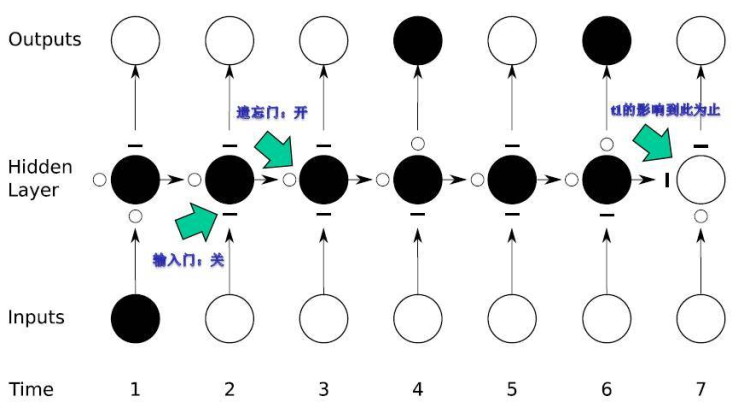 Outputs
遗忘门：开
t1的影响到此为止
Hidden
Layer
输入门：关
Inputs
Time 1 2 3 4 5 6 7